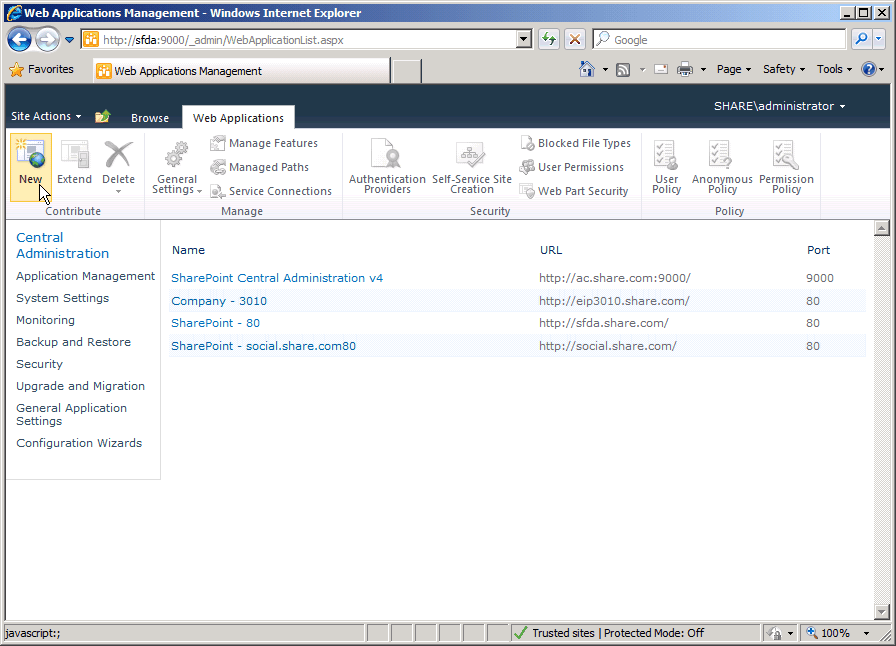 Web Applications Management - Windows Internet Explorer
http://sfda:9000/_admin/WebApplicationList.aspx
Google
Favorites
Web Applications Management
Page
Safety
Tools
Site Actions
Browse
Web Applications
SHARE\administrator
New
Extend
Delete
Contribute
General
Settings
Manage Features
Managed Paths
Service Connections
Manage
Authentication
Providers
Self-Service Site
Creation
Blocked File Types
User Permissions
Web Part Security
Security
User
Policy
Anonymous
Policy
Permission
Policy
Policy
Central
Administration
Application Management
System Settings
Monitoring
Backup and Restore
Security
Upgrade and Migration
General Application
Settings
Configuration Wizards
Name URL Port
SharePoint Central Administration v4 http://ac.share.com:9000/ 9000
Company - 3010 http://eip3010.share.com/ 80
SharePoint - 80 http://sfda.share.com/ 80
SharePoint - social.share.com80 http://social.share.com/ 80
javascript:;
Trusted sites | Protected Mode: Off
100%